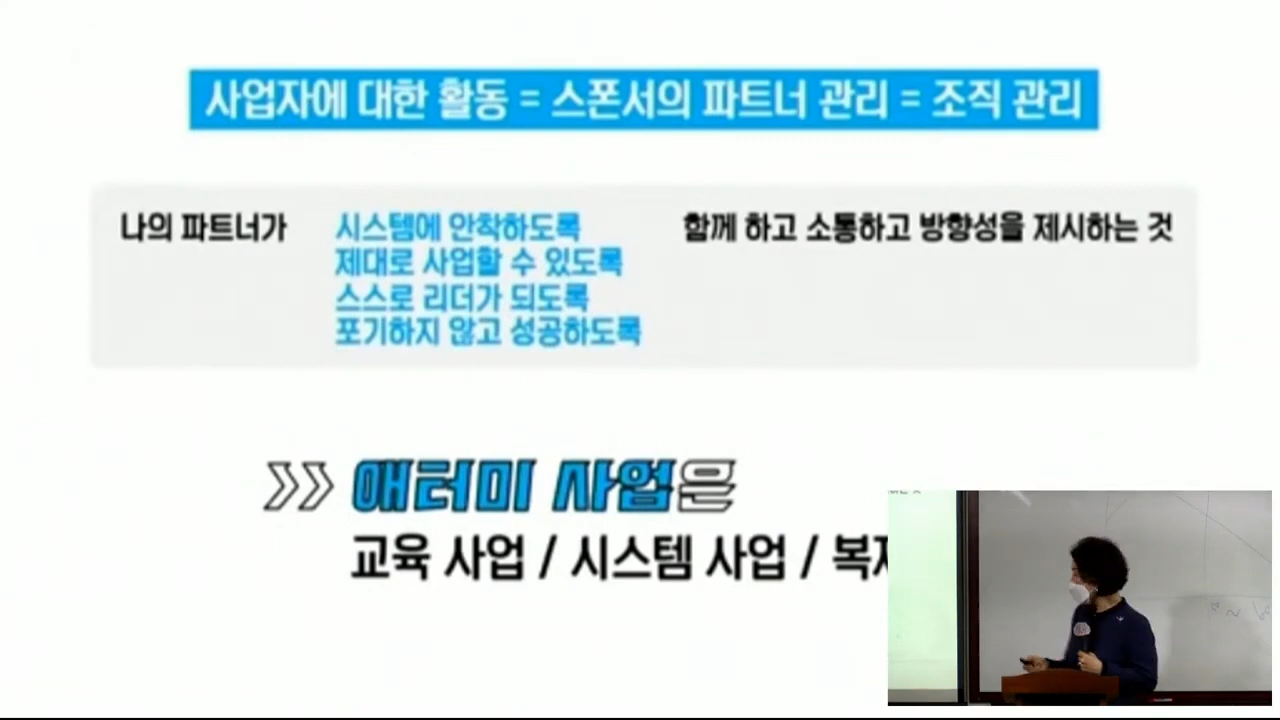 사업자에 대한 활동 = 스폰서의 파트너 관리 = 조직 관리
나의 파트너가
시스템에 안착하도록
제대로 사업할 수 있도록
스스로 리더가 되도록
포기하지 않고 성공하도록
함께 하고 소통하고 방향성을 제시하는 것
애터미 사업은
교육 사업 / 시스템 사업 /